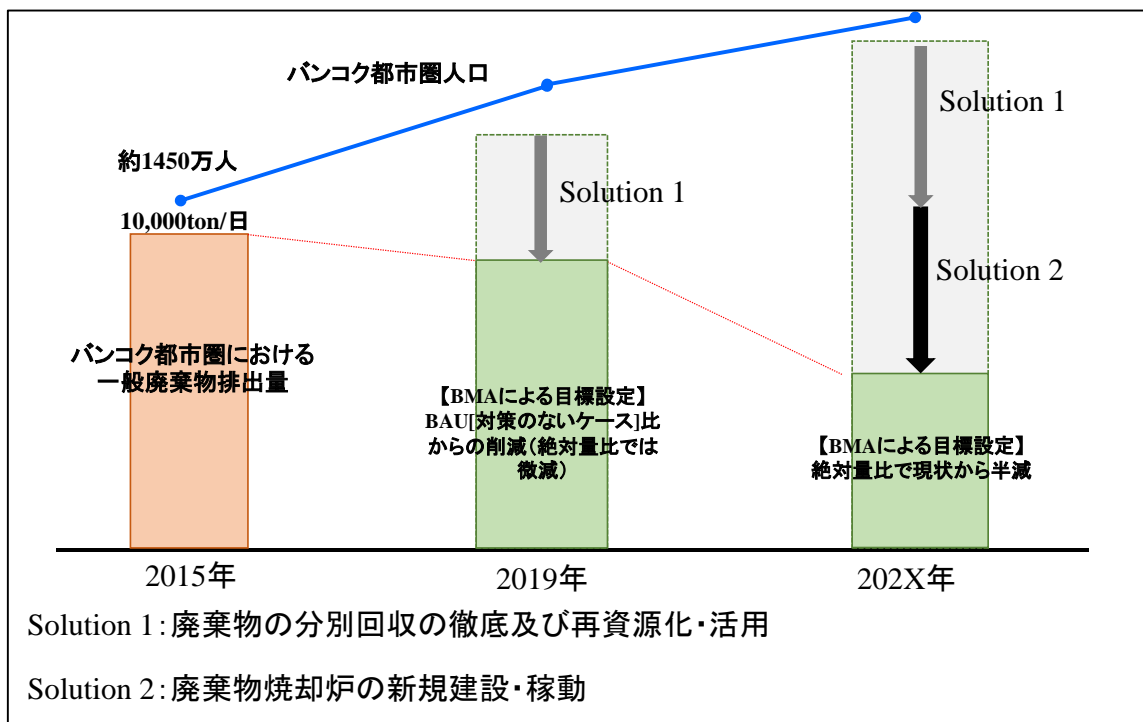 バンコク都市圏人口
約1450万人
10,000ton/日
Solution 1
Solution 1
Solution 2
バンコク都市圏における
一般廃棄物排出量
【BMAによる目標設定】
BAU[対策のないケース]比
からの削減（絶対量比では
微減）
【BMAによる目標設定】
絶対量比で現状から半減
2015年
2019年
202X年
Solution 1：廃棄物の分別回収の徹底及び再資源化・活用
Solution 2：廃棄物焼却炉の新規建設・稼動